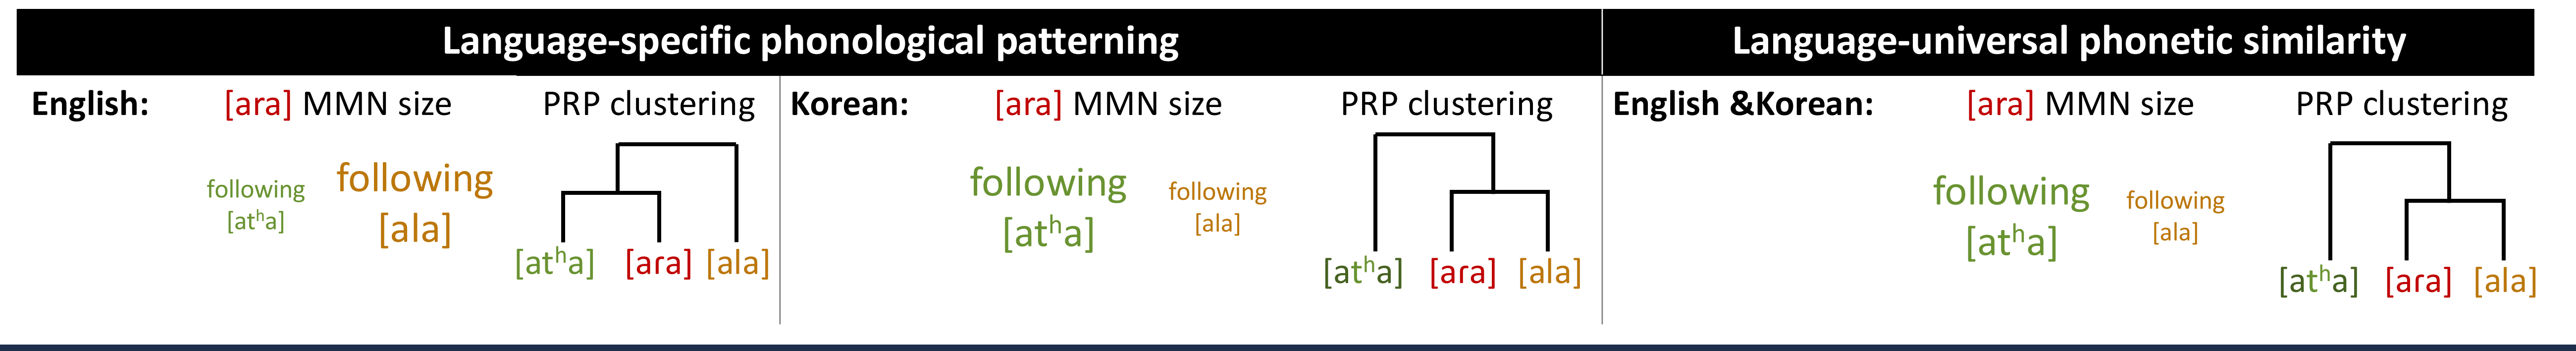 Language-specific phonological patterning
Language-universal phonetic similarity
English:
[ara] MMN size
PRP clustering
following
[atʰa]
following
[ala]
[atʰa] [ara] [ala]
Korean:
[ara] MMN size
PRP clustering
following
[atʰa]
following
[ala]
[atʰa] [ɑɾɑ] [ala]
English &Korean:
[ara] MMN size
PRP clustering
following
[atʰa]
following
[ala]
[atʰa] [ɑɾɑ] [ala]